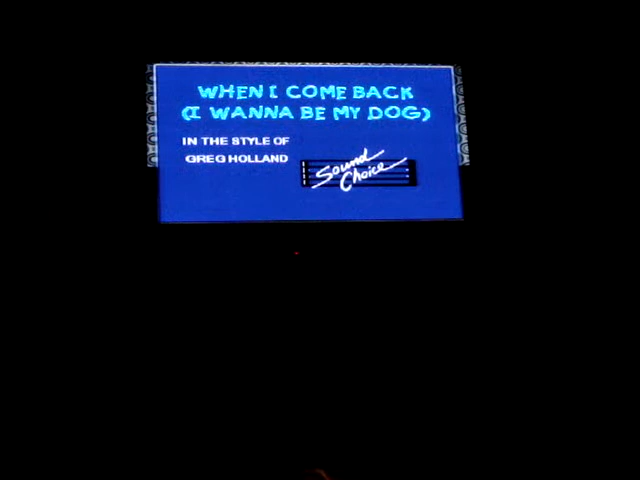 WHEN I COME BACK
(I WANNA BE MY DOG)
IN THE STYLE OF
GREG HOLLAND
Sound
Choice